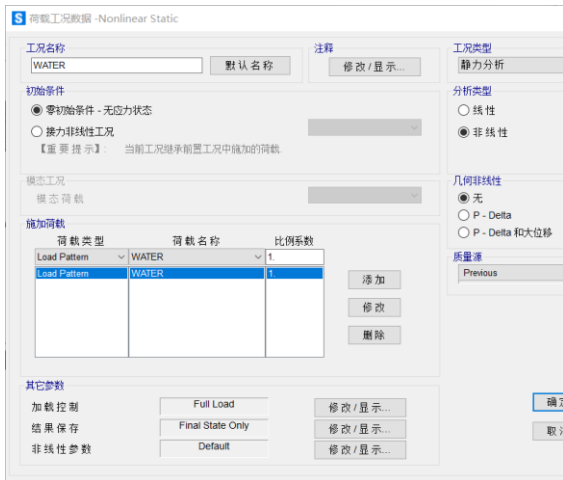 S 荷载工况数据 -Nonlinear Static
工况名称
WATER
默认名称
注释
修改/显示...
工况类型
静力分析
初始条件
零初始条件 - 无应力状态
接力非线性工况
【重要提示】: 当前工况继承前置工况中施加的荷载.
分析类型
线性
非线性
模态工况
模态荷载
几何非线性
无
P - Delta
P - Delta 和大位移
施加荷载
荷载类型 荷载名称 比例系数
Load Pattern WATER 1.
Load Pattern WATER 1.
添加
修改
删除
质量源
Previous
其它参数
加载控制 Full Load 修改/显示...
结果保存 Final State Only 修改/显示...
非线性参数 Default 修改/显示...
确定
取